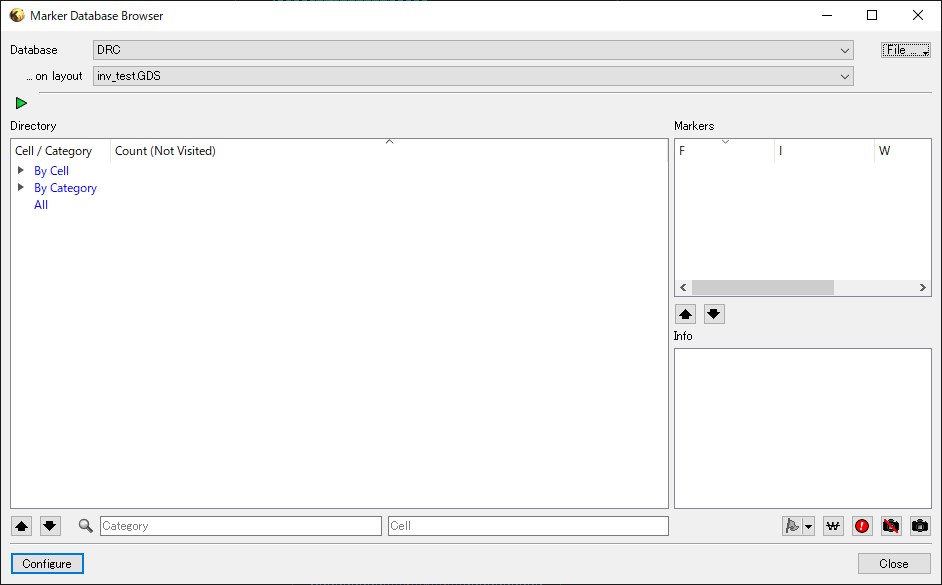 Marker Database Browser
Database
DRC
File ...
... on layout
inv_test.GDS
Directory
Markers
Cell / Category
Count (Not Visited)
F
I
W
By Cell
By Category
All
Info
Category
Cell
W
Configure
Close